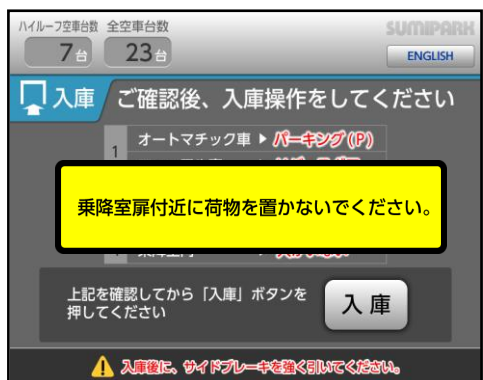 ハイルーフ空車台数 全空車台数
7台 23台
SUMIPARK
ENGLISH
入庫 ご確認後、入庫操作をしてください
1 オートマチック車 ▶ パーキング(P)
乗降室扉付近に荷物を置かないでください。
上記を確認してから「入庫」ボタンを
押してください
入庫
入庫後に、サイドブレーキを強く引いてください。